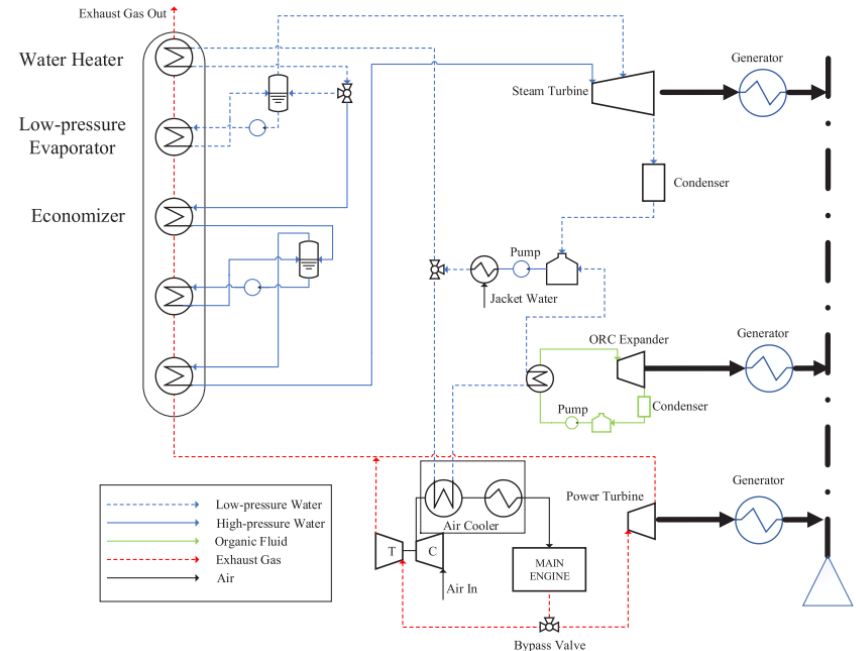 Exhaust Gas Out
Water Heater
Generator
Steam Turbine
Low-pressure
Evaporator
Condenser
Economizer
Pump
Jacket Water
ORC Expander
Generator
Pump
Condenser
Generator
Power Turbine
Low-pressure Water
High-pressure Water
Organic Fluid
Exhaust Gas
Air
Air Cooler
T
C
MAIN
ENGINE
Air In
Bypass Valve